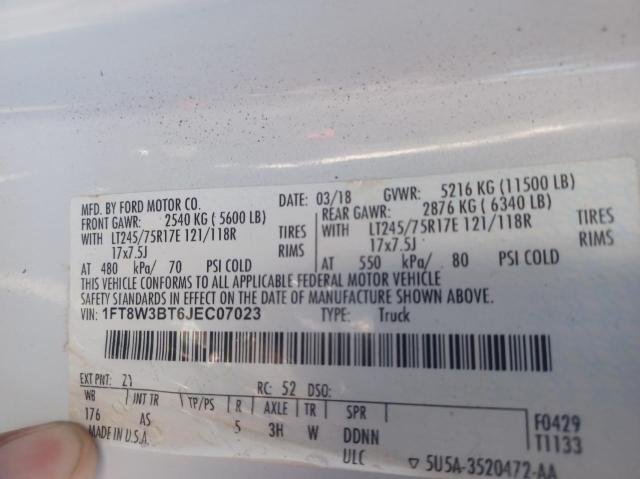 MFD. BY FORD MOTOR CO. DATE: 03/18 GVWR: 5216 KG (11500 LB)
FRONT GAWR: 2540 KG (5600 LB) REAR GAWR: 2876 KG (6340 LB)
WITH LT245/75R17E 121/118R TIRES WITH LT245/75R17E 121/118R TIRES
17x7.5J RIMS 17x7.5J RIMS
AT 480 kPa/ 70 PSI COLD AT 550 kPa/ 80 PSI COLD
THIS VEHICLE CONFORMS TO ALL APPLICABLE FEDERAL MOTOR VEHICLE
SAFETY STANDARDS IN EFFECT ON THE DATE OF MANUFACTURE SHOWN ABOVE.
VIN: 1FT8W3BT6JEC07023 TYPE: Truck
EXT PNT: Z1 RC: 52 DSO:
WB INT TR TP/PS R AXLE TR SPR F0429
176 AS 5 3H W DDNN T1133
MADE IN U.S.A. ULC ▽ 5U5A-3520472-AA